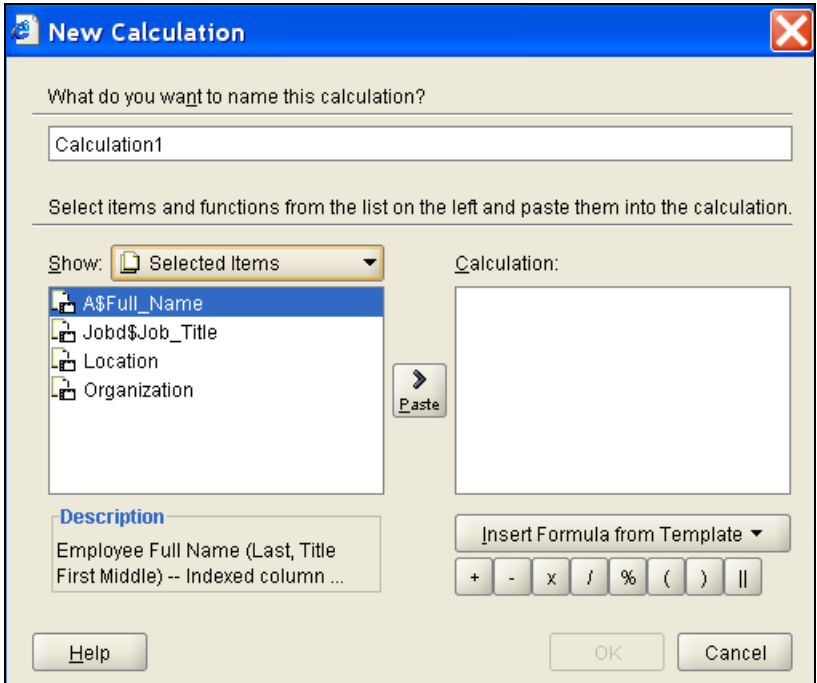 New Calculation
What do you want to name this calculation?
Calculation1
Select items and functions from the list on the left and paste them into the calculation.
Show: Selected Items
Calculation:
A$Full_Name
Jobd$Job_Title
Location
Organization
Paste
Description
Employee Full Name (Last, Title
First Middle) -- Indexed column ...
Insert Formula from Template
+ - x / % ( ) ||
Help
OK
Cancel